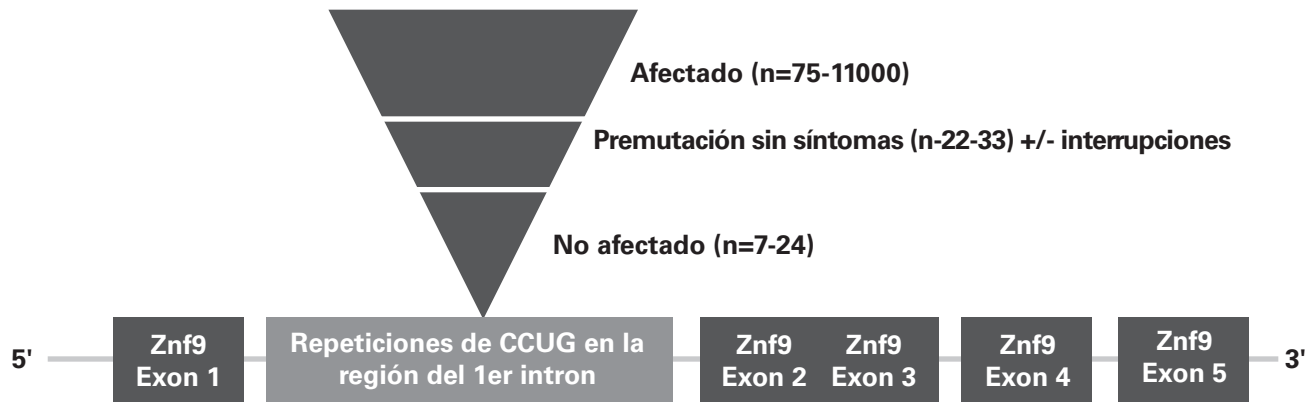 Afectado (n=75-11000)
Premutación sin síntomas (n-22-33) +/- interrupciones
No afectado (n=7-24)
5'
Znf9
Exon 1
Repeticiones de CCUG en la
región del 1er intron
Znf9
Exon 2
Znf9
Exon 3
Znf9
Exon 4
Znf9
Exon 5
3'